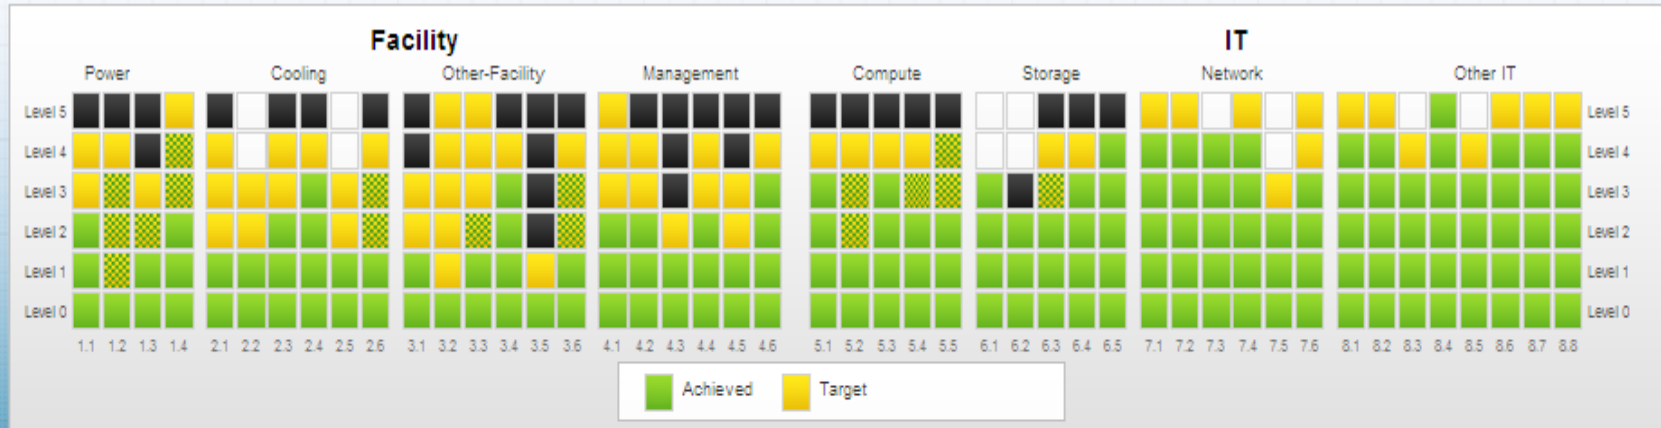 Facility IT
Power Cooling Other-Facility Management Compute Storage Network Other IT
Level 5 Level 5
Level 4 Level 4
Level 3 Level 3
Level 2 Level 2
Level 1 Level 1
Level 0 Level 0
1.1 1.2 1.3 1.4 2.1 2.2 2.3 2.4 2.5 2.6 3.1 3.2 3.3 3.4 3.5 3.6 4.1 4.2 4.3 4.4 4.5 4.6 5.1 5.2 5.3 5.4 5.5 6.1 6.2 6.3 6.4 6.5 7.1 7.2 7.3 7.4 7.5 7.6 8.1 8.2 8.3 8.4 8.5 8.6 8.7 8.8
Achieved Target